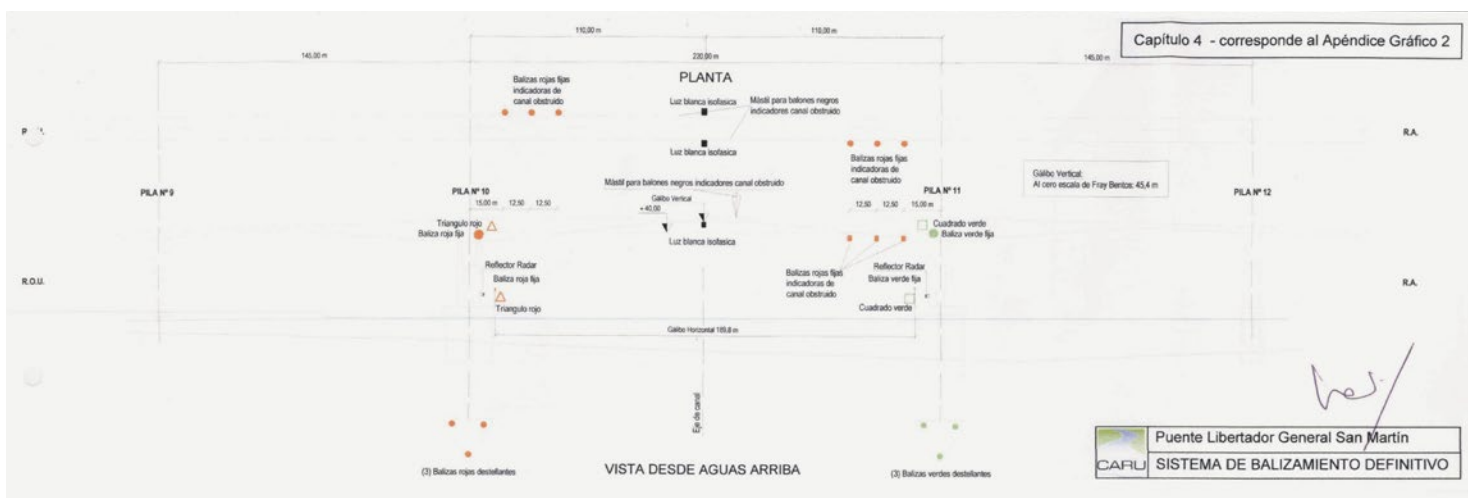 110,00 m
110,00 m
Capítulo 4 - corresponde al Apéndice Gráfico 2
145,00 m
220,00 m
145,00 m
PLANTA
Balizas rojas fijas
indicadoras de
canal obstruido
Luz blanca isofasica
Mástil para balones negros
indicadores canal obstruido
R.A.
Luz blanca isofasica
Balizas rojas fijas
indicadoras de
canal obstruido
Gálibo Vertical:
Al cero escala de Fray Bentos: 45,4 m
PILA Nº 9
PILA Nº 10
Mástil para balones negros indicadores canal obstruido
PILA Nº 11
PILA Nº 12
15,00 m
12,50
12,50
Gálibo Vertical
+ 40,00
12,50
12,50
15,00 m
Triangulo rojo
Baliza roja fija
Luz blanca isofasica
Cuadrado verde
Baliza verde fija
R.O.U.
Reflector Radar
Baliza roja fija
Triangulo rojo
Balizas rojas fijas
indicadoras de
canal obstruido
Reflector Radar
Baliza verde fija
Cuadrado verde
R.A.
Gálibo Horizontal 189,8 m
Eje de canal
(3) Balizas rojas destellantes
VISTA DESDE AGUAS ARRIBA
(3) Balizas verdes destellantes
CARU
Puente Libertador General San Martín
SISTEMA DE BALIZAMIENTO DEFINITIVO